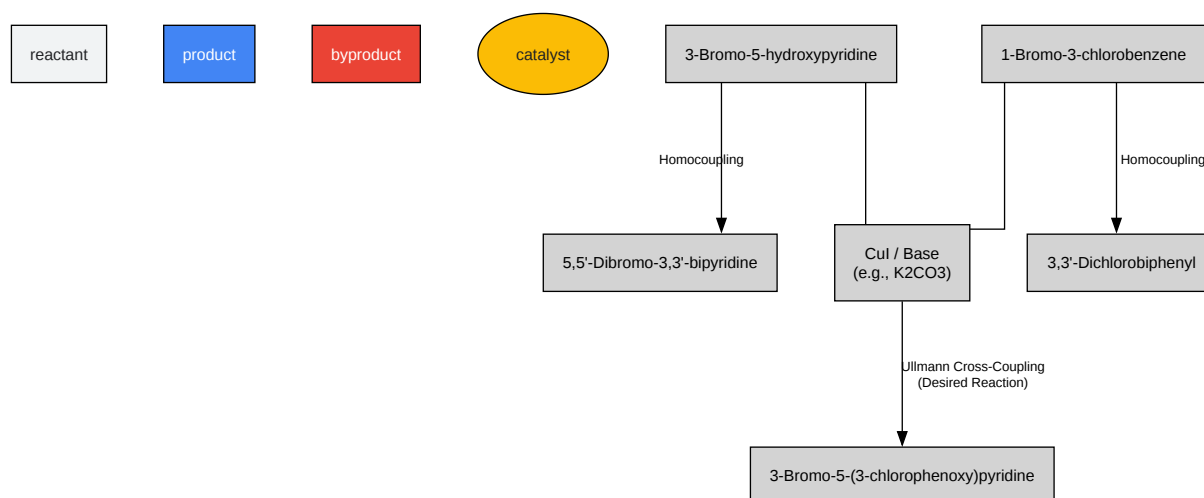 reactant
product
byproduct
catalyst
3-Bromo-5-hydroxypyridine
1-Bromo-3-chlorobenzene
Homocoupling
Homocoupling
5,5'-Dibromo-3,3'-bipyridine
CuI / Base
(e.g., K2CO3)
3,3'-Dichlorobiphenyl
Ullmann Cross-Coupling
(Desired Reaction)
3-Bromo-5-(3-chlorophenoxy)pyridine